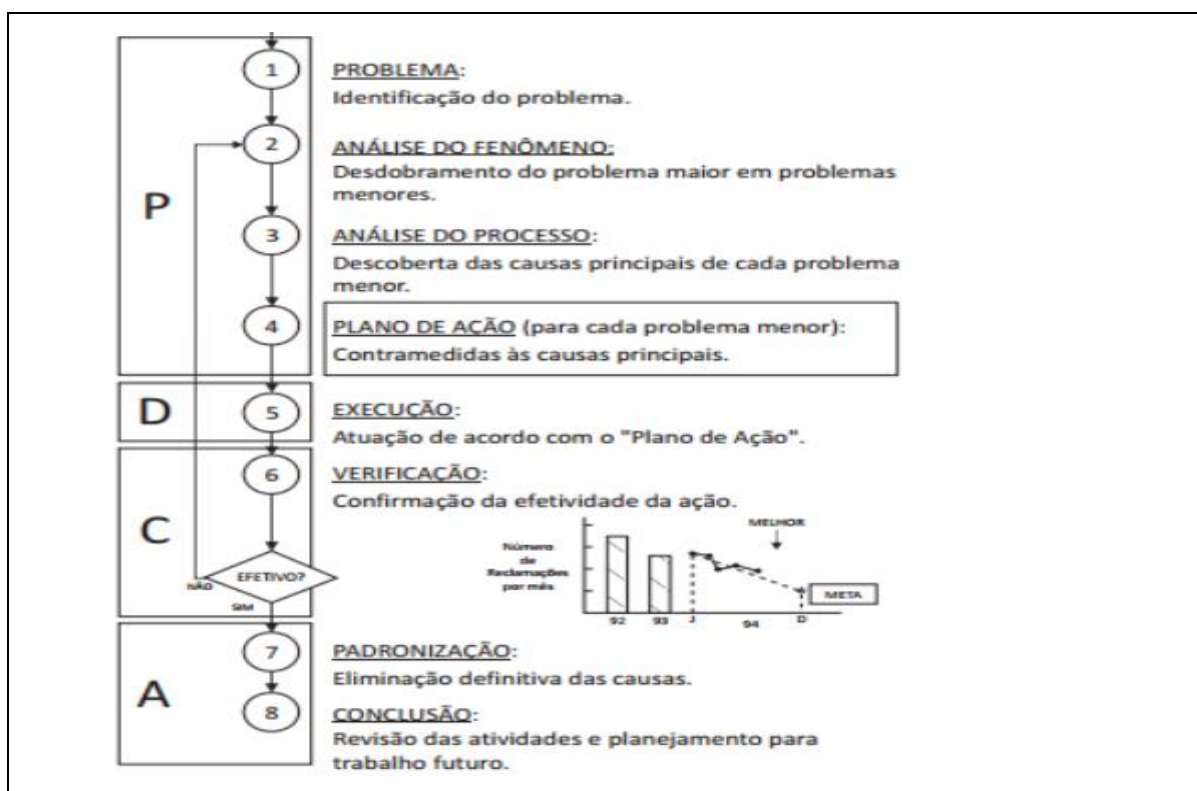 P
1
PROBLEMA:
Identificação do problema.
2
ANÁLISE DO FENÔMENO:
Desdobramento do problema maior em problemas
menores.
3
ANÁLISE DO PROCESSO:
Descoberta das causas principais de cada problema
menor.
4
PLANO DE AÇÃO (para cada problema menor):
Contramedidas às causas principais.
D
5
EXECUÇÃO:
Atuação de acordo com o "Plano de Ação".
C
6
VERIFICAÇÃO:
Confirmação da efetividade da ação.
EFETIVO?
NÃO
SIM
Número
de
Reclamações
por mês
MELHOR
META
92 93 J 94 D
A
7
PADRONIZAÇÃO:
Eliminação definitiva das causas.
8
CONCLUSÃO:
Revisão das atividades e planejamento para
trabalho futuro.